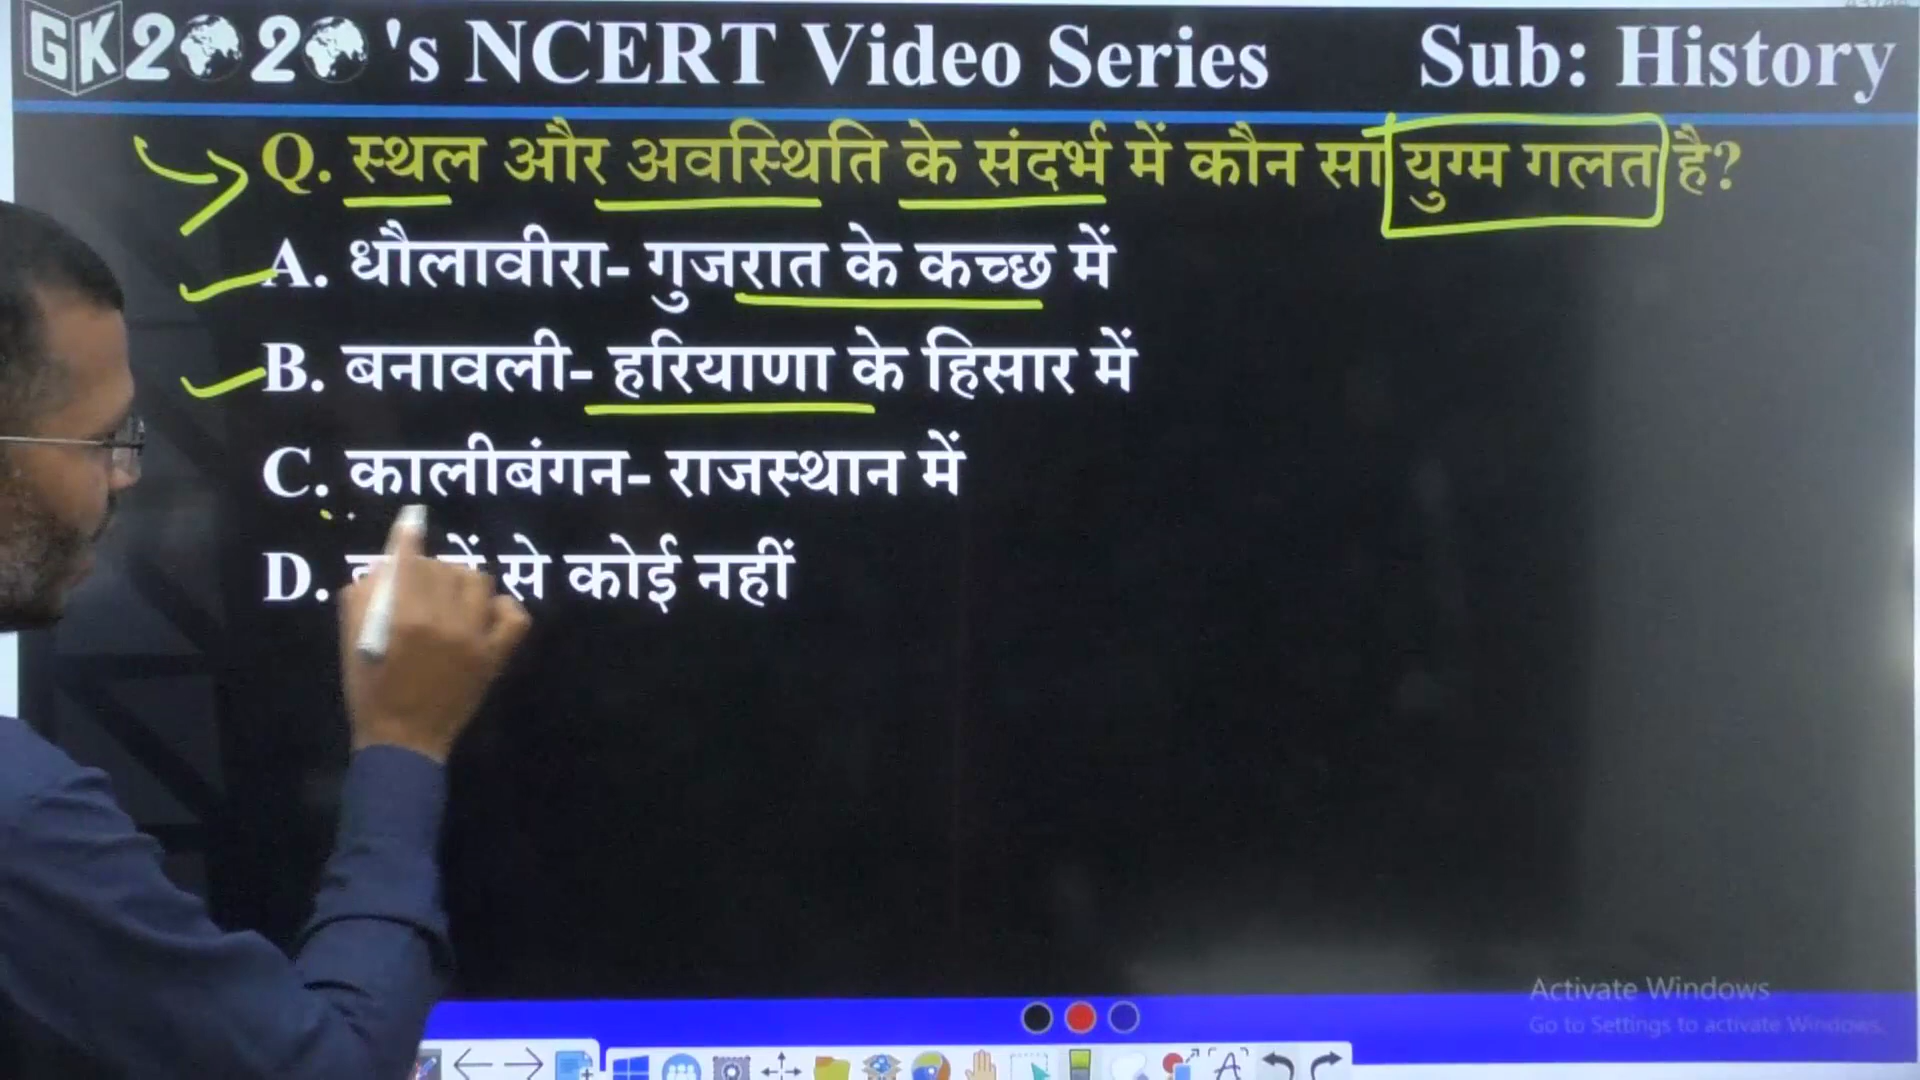 GK2020's NCERT Video Series Sub: History
Q. स्थल और अवस्थिति के संदर्भ में कौन सा युग्म गलत है?
A. धौलावीरा- गुजरात के कच्छ में
B. बनावली- हरियाणा के हिसार में
C. कालीबंगन- राजस्थान में
D. से कोई नहीं
Activate Windows
Go to Settings to activate Windows.